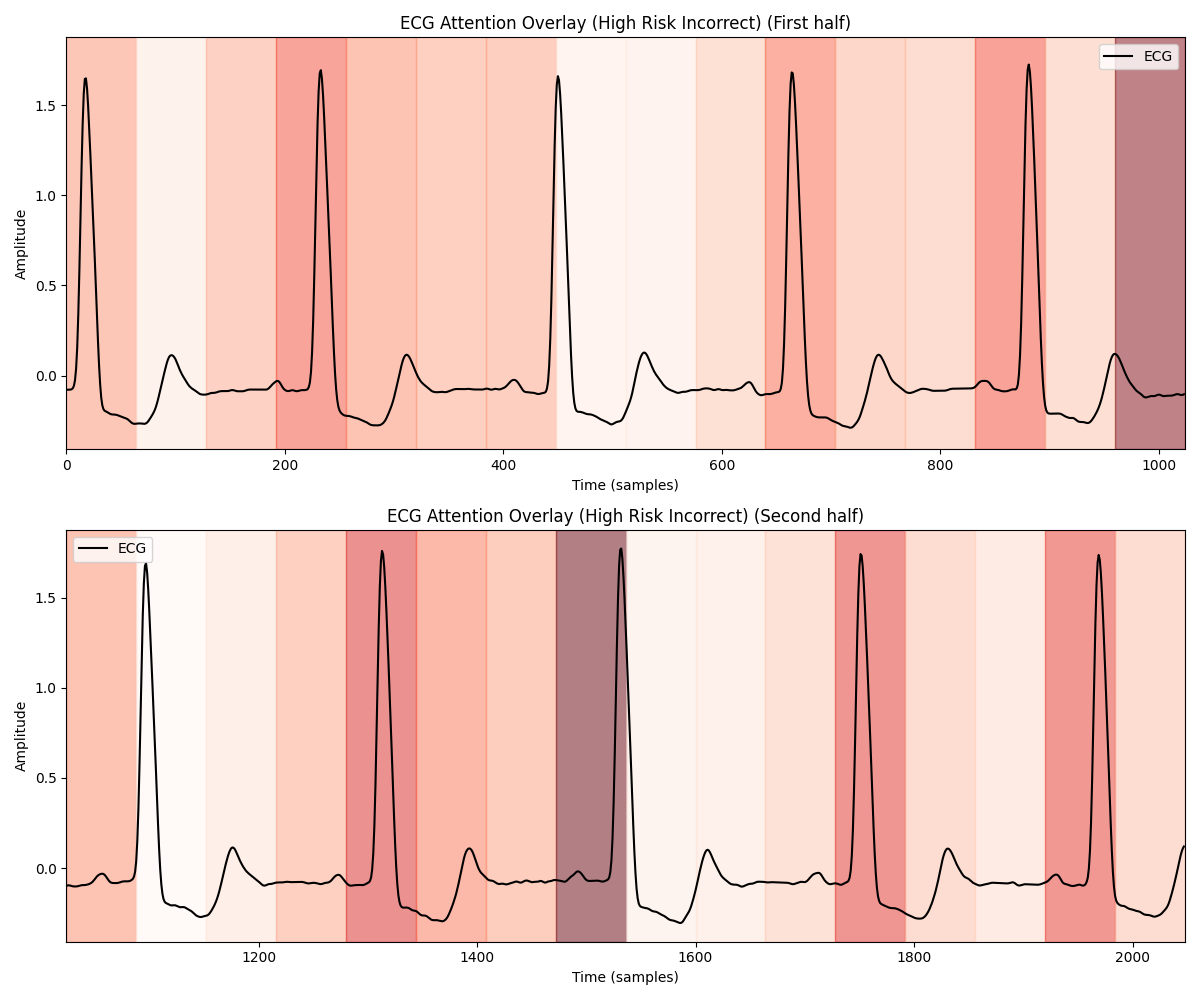 ECG Attention Overlay (High Risk Incorrect) (First half)
ECG
1.5
1.0
0.5
0.0
Amplitude
0 200 400 600 800 1000
Time (samples)
ECG Attention Overlay (High Risk Incorrect) (Second half)
ECG
1.5
1.0
0.5
0.0
Amplitude
1200 1400 1600 1800 2000
Time (samples)